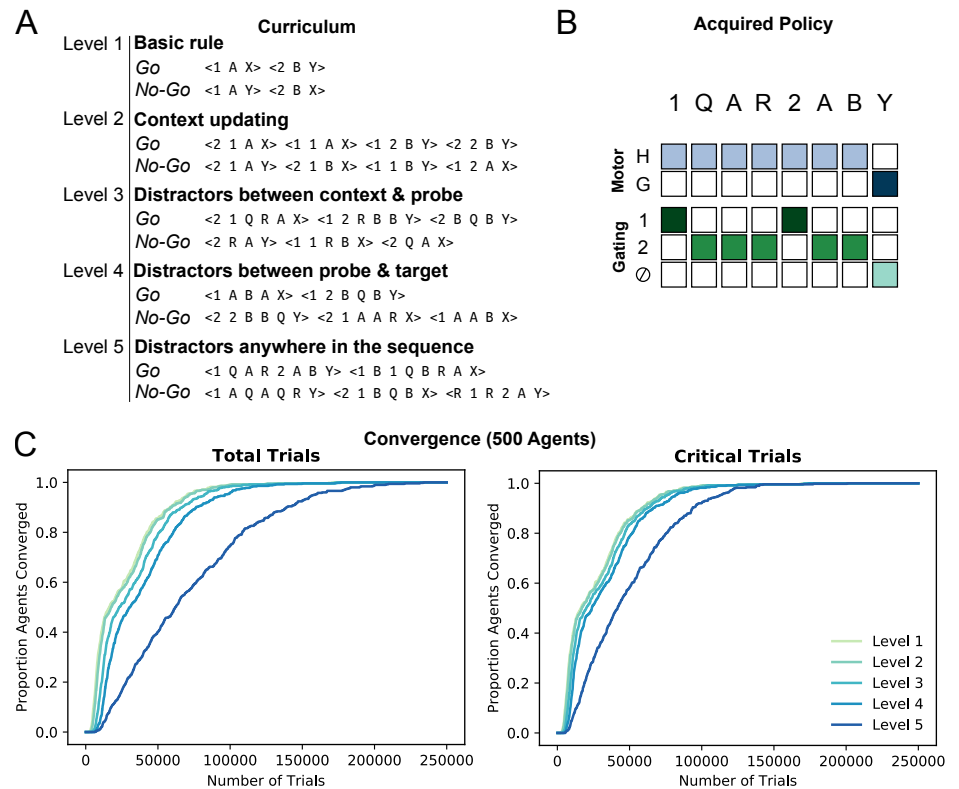 A
Curriculum
Level 1 Basic rule
Go <1 A X> <2 B Y>
No-Go <1 A Y> <2 B X>
Level 2 Context updating
Go <2 1 A X> <1 1 A X> <1 2 B Y> <2 2 B Y>
No-Go <2 1 A Y> <2 1 B X> <1 1 B Y> <1 2 A X>
Level 3 Distractors between context & probe
Go <2 1 Q R A X> <1 2 R B B Y> <2 B Q B Y>
No-Go <2 R A Y> <1 1 R B X> <2 Q A X>
Level 4 Distractors between probe & target
Go <1 A B A X> <1 2 B Q B Y>
No-Go <2 2 B B Q Y> <2 1 A A R X> <1 A A B X>
Level 5 Distractors anywhere in the sequence
Go <1 Q A R 2 A B Y> <1 B 1 Q B R A X>
No-Go <1 A Q A Q R Y> <2 1 B Q B X> <R 1 R 2 A Y>
B
Acquired Policy
1 Q A R 2 A B Y
Motor
H
G
Gating
1
2
∅
C
Convergence (500 Agents)
Total Trials
Proportion Agents Converged
1.0
0.8
0.6
0.4
0.2
0.0
0 50000 100000 150000 200000 250000
Number of Trials
Critical Trials
Proportion Agents Converged
1.0
0.8
0.6
0.4
0.2
0.0
Level 1
Level 2
Level 3
Level 4
Level 5
0 50000 100000 150000 200000 250000
Number of Trials